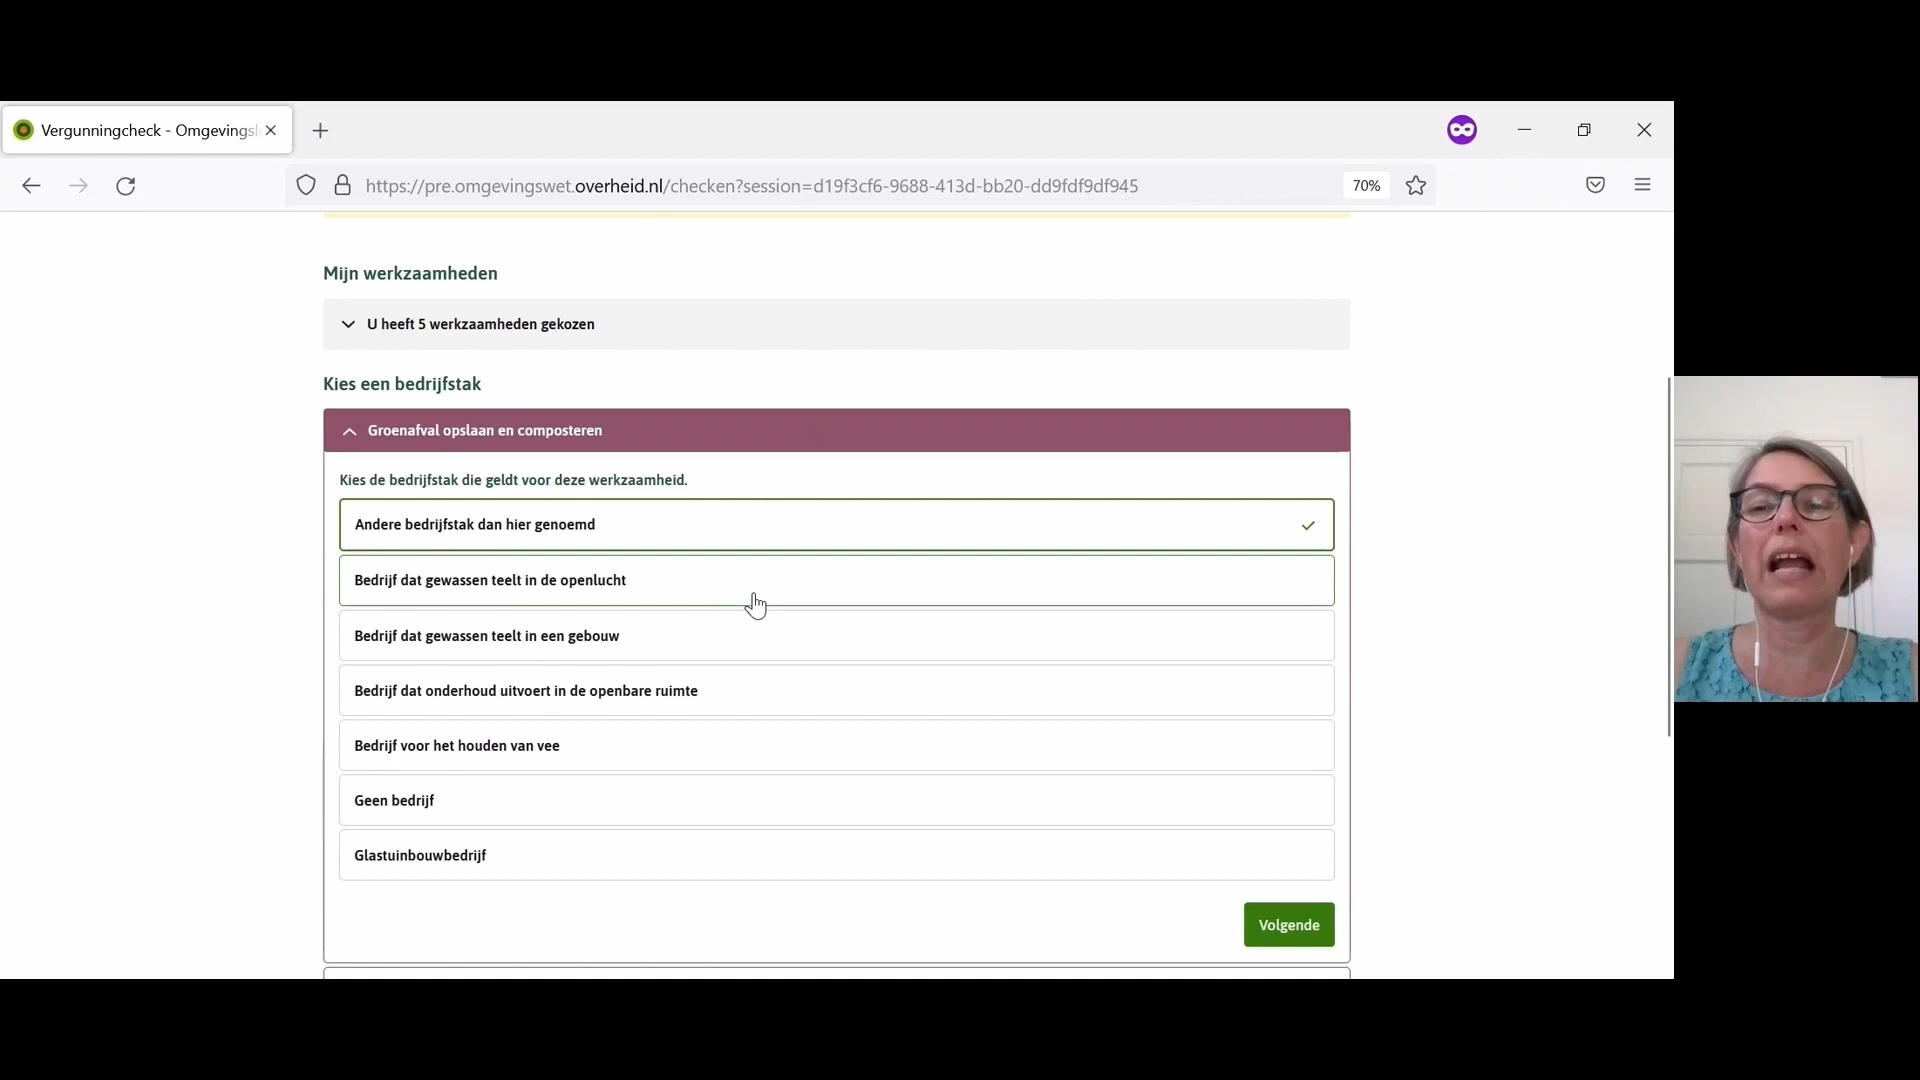 Vergunningcheck - Omgevingsl
https://pre.omgevingswet.overheid.nl/checken?session=d19f3cf6-9688-413d-bb20-dd9fdf9df945
70%
Mijn werkzaamheden
U heeft 5 werkzaamheden gekozen
Kies een bedrijfstak
Groenafval opslaan en composteren
Kies de bedrijfstak die geldt voor deze werkzaamheid.
Andere bedrijfstak dan hier genoemd
Bedrijf dat gewassen teelt in de openlucht
Bedrijf dat gewassen teelt in een gebouw
Bedrijf dat onderhoud uitvoert in de openbare ruimte
Bedrijf voor het houden van vee
Geen bedrijf
Glastuinbouwbedrijf
Volgende